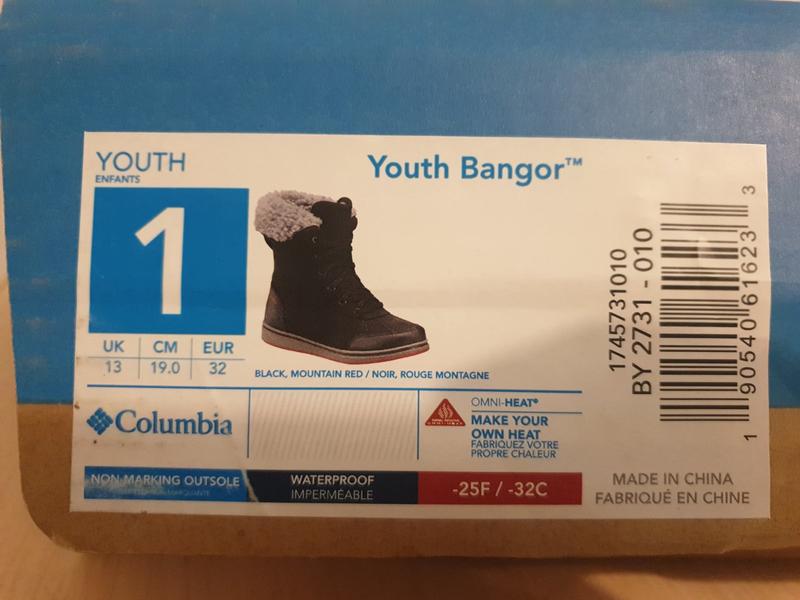 YOUTH
ENFANTS
1
UK CM EUR
13 19.0 32
Youth Bangor™
BLACK, MOUNTAIN RED / NOIR, ROUGE MONTAGNE
Columbia
OMNI-HEAT®
MAKE YOUR
OWN HEAT
FABRIQUEZ VOTRE
PROPRE CHALEUR
NON MARKING OUTSOLE
WATERPROOF
IMPERMÉABLE
-25F / -32C
1745731010
BY 2731 - 010
1 90540 61623 3
MADE IN CHINA
FABRIQUÉ EN CHINE